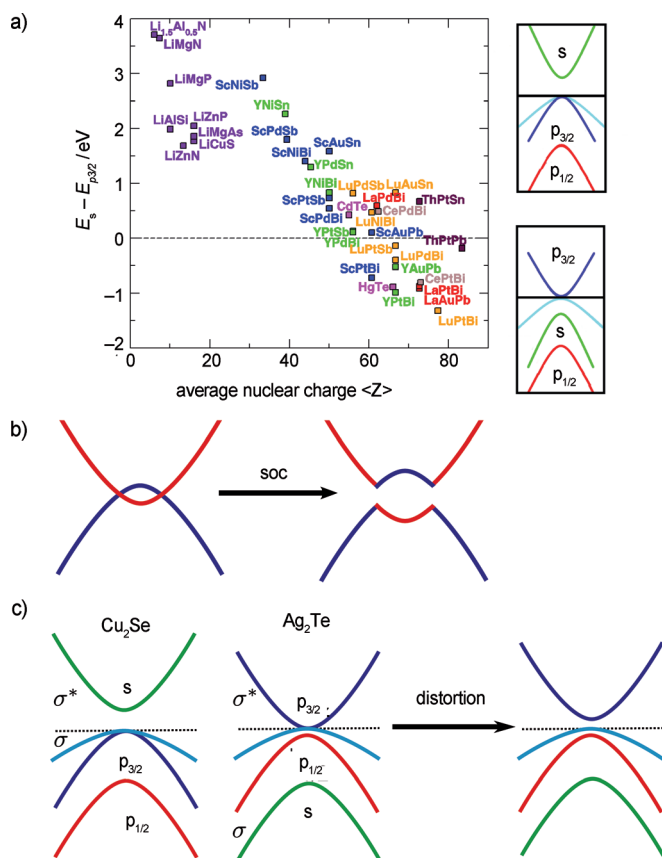 a)
Li1.5Al0.5N
LiMgN
LiMgP
ScNiSb
LiAlSi
LiZnP
YNiSn
LiMgAs
ScPdSb
ScAuSn
LiCuS
LiZnN
ScNiBi
YPdSn
YNiBi
LuPdSb
LuAuSn
ScPtSb
LaPdBi
ThPtSn
CdTe
CePdBi
ScPdBi
LuNiBi
YPtSb
ScAuPb
YPdBi
ThPtPb
LuPtSb
LuPdBi
YAuPb
ScPtBi
CePtBi
HgTe
LaPtBi
YPtBi
LaAuPb
LuPtBi
4
3
2
1
0
−1
−2
Es − Ep3/2 / eV
0
20
40
60
80
average nuclear charge <Z>
s
p3/2
p1/2
p3/2
s
p1/2
b)
soc
c)
Cu2Se
Ag2Te
s
σ*
σ
p3/2
p1/2
σ*
p3/2
p1/2
σ
s
distortion